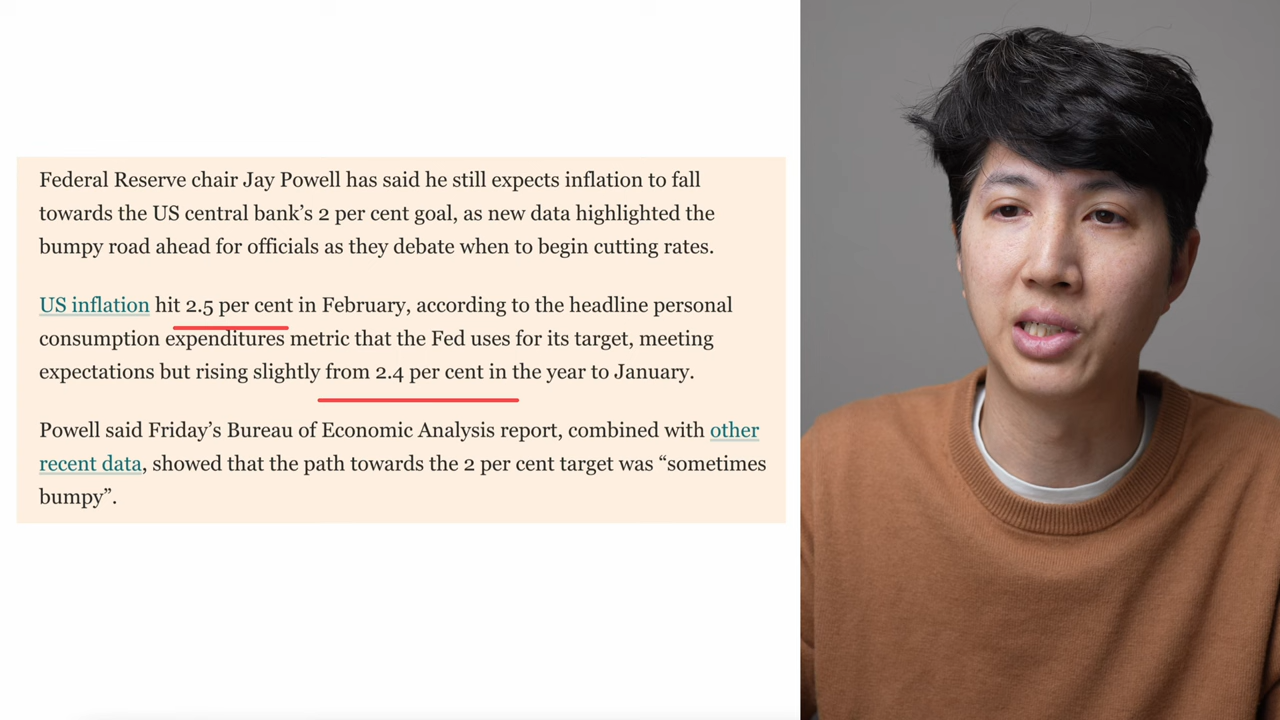 Federal Reserve chair Jay Powell has said he still expects inflation to fall
towards the US central bank’s 2 per cent goal, as new data highlighted the
bumpy road ahead for officials as they debate when to begin cutting rates.
US inflation hit 2.5 per cent in February, according to the headline personal
consumption expenditures metric that the Fed uses for its target, meeting
expectations but rising slightly from 2.4 per cent in the year to January.
Powell said Friday’s Bureau of Economic Analysis report, combined with other
recent data, showed that the path towards the 2 per cent target was “sometimes
bumpy”.